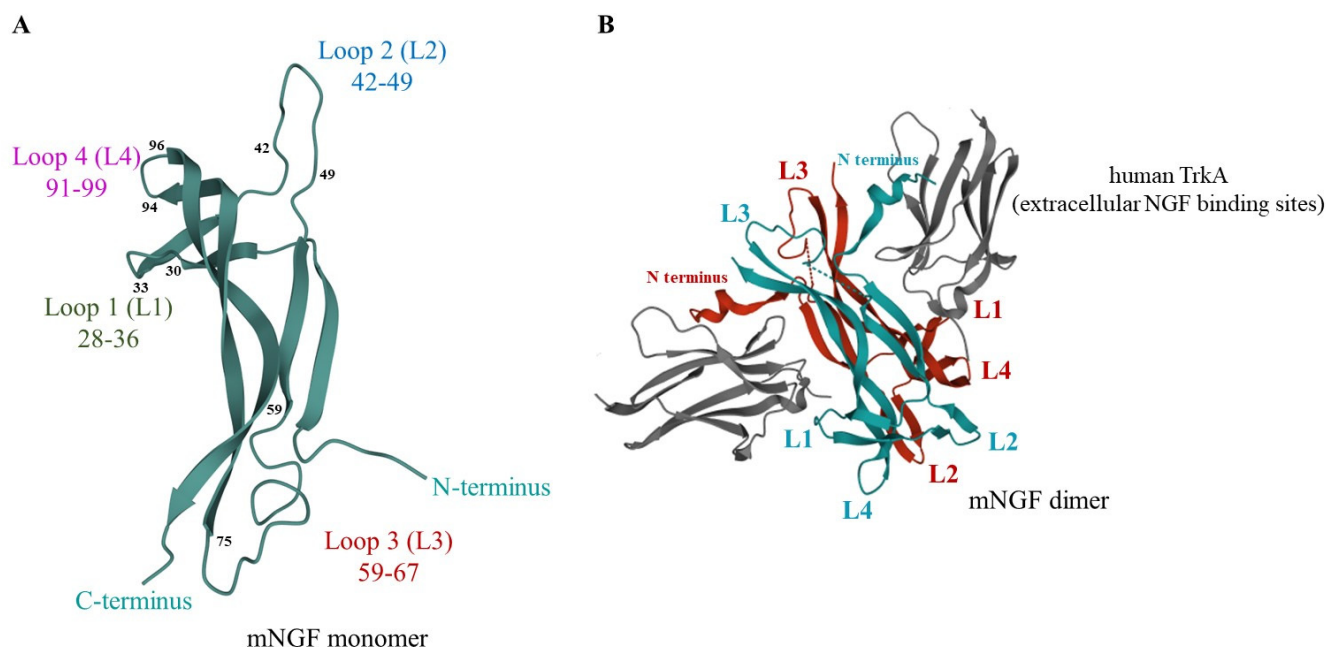 A
Loop 2 (L2)
42-49
Loop 4 (L4)
91-99
96
94
42
49
33
30
Loop 1 (L1)
28-36
59
N-terminus
75
Loop 3 (L3)
59-67
C-terminus
mNGF monomer
B
L3
N terminus
human TrkA
(extracellular NGF binding sites)
L3
N terminus
L1
L4
L1
L2
L2
L4
mNGF dimer